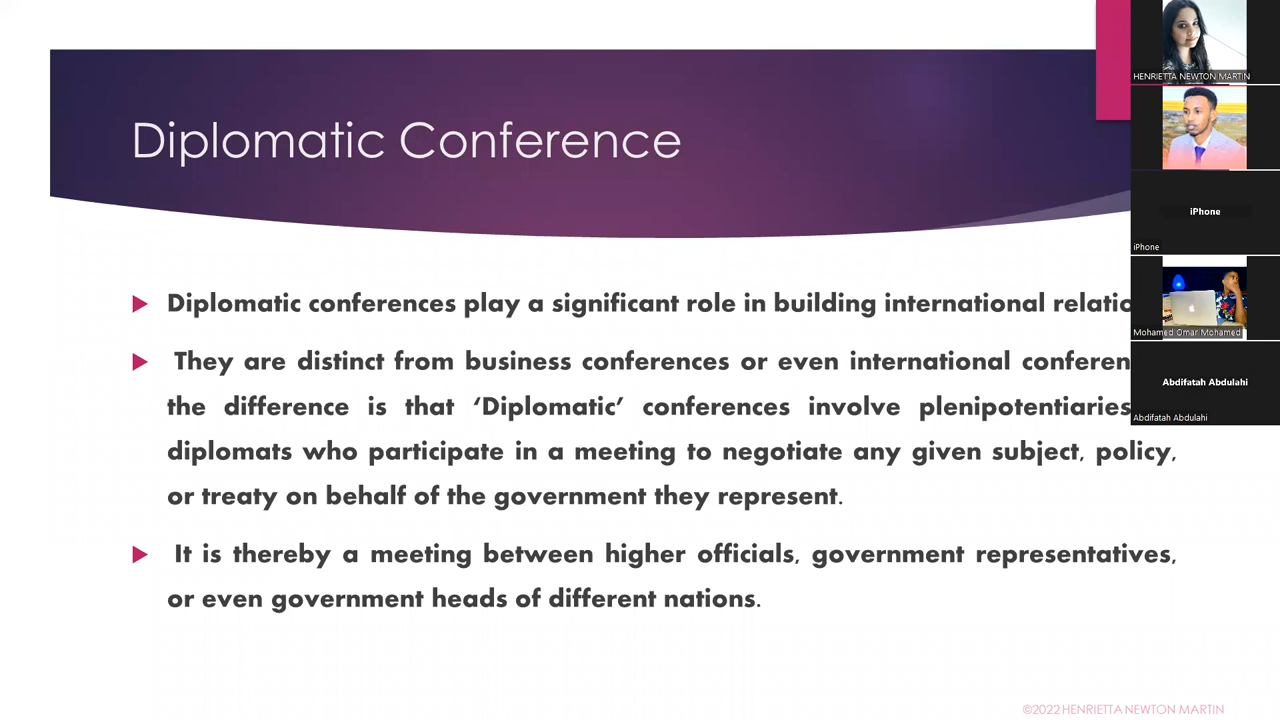 Diplomatic Conference
Diplomatic conferences play a significant role in building international
They are distinct from business conferences or even international
the difference is that ‘Diplomatic’ conferences involve plenipotentiaries
diplomats who participate in a meeting to negotiate any given subject, policy,
or treaty on behalf of the government they represent.
It is thereby a meeting between higher officials, government representatives,
or even government heads of different nations.
©2022 HENRIETTA NEWTON MARTIN
HENRIETTA NEWTON MARTIN
iPhone
iPhone
Mohamed Omar Mohamed
Abdifatah Abdulahi
Abdifatah Abdulahi